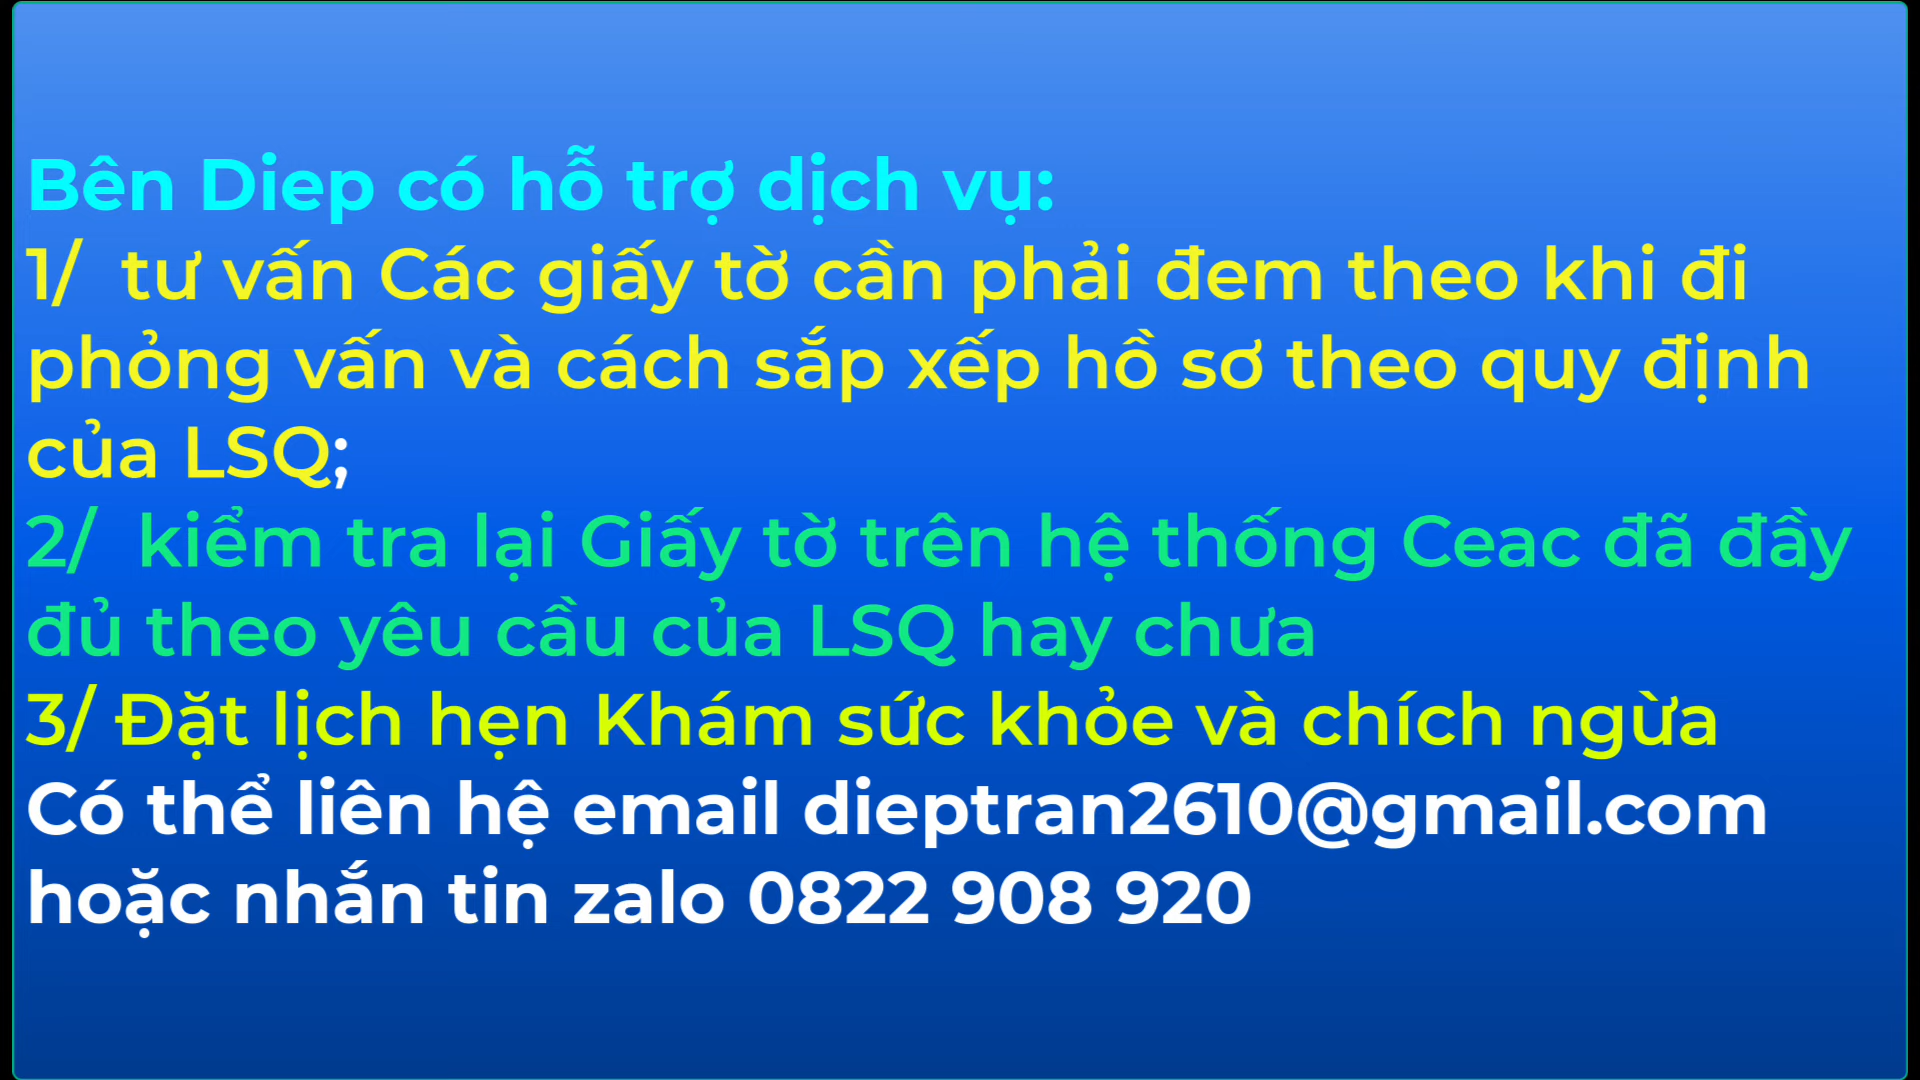 Bên Diep có hỗ trợ dịch vụ:
1/  tư vấn Các giấy tờ cần phải đem theo khi đi
phỏng vấn và cách sắp xếp hồ sơ theo quy định
của LSQ;
2/  kiểm tra lại Giấy tờ trên hệ thống Ceac đã đầy
đủ theo yêu cầu của LSQ hay chưa
3/ Đặt lịch hẹn Khám sức khỏe và chích ngừa
Có thể liên hệ email dieptran2610@gmail.com
hoặc nhắn tin zalo 0822 908 920